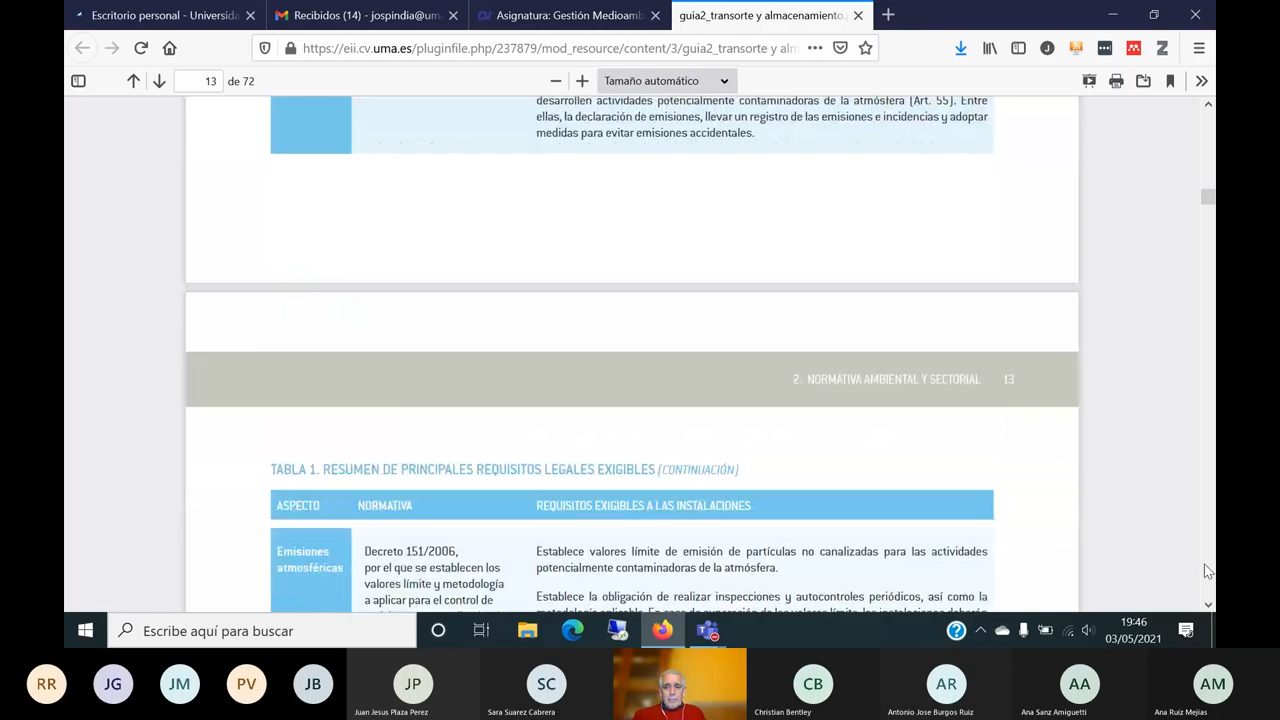 Escritorio personal - Universida
Recibidos (14) - jospindia@uma
Asignatura: Gestión Medioamb
guia2_transorte y almacenamiento.
https://eii.cv.uma.es/pluginfile.php/237879/mod_resource/content/3/guia2_transorte y alm
13 de 72
Tamaño automático
desarrollen actividades potencialmente contaminadoras de la atmósfera (Art. 55). Entre
ellas, la declaración de emisiones, llevar un registro de las emisiones e incidencias y adoptar
medidas para evitar emisiones accidentales.
2. NORMATIVA AMBIENTAL Y SECTORIAL 13
TABLA 1. RESUMEN DE PRINCIPALES REQUISITOS LEGALES EXIGIBLES (CONTINUACIÓN)
ASPECTO NORMATIVA REQUISITOS EXIGIBLES A LAS INSTALACIONES
Emisiones
atmosféricas
Decreto 151/2006,
por el que se establecen los
valores límite y metodología
a aplicar para el control de
Establece valores límite de emisión de partículas no canalizadas para las actividades
potencialmente contaminadoras de la atmósfera.
Establece la obligación de realizar inspecciones y autocontroles periódicos, así como la
Escribe aquí para buscar
19:46
03/05/2021
RR JG JM PV JB JP SC CB AR AA AM
Juan Jesus Plaza Perez
Sara Suarez Cabrera
Christian Bentley
Antonio Jose Burgos Ruiz
Ana Sanz Amiguetti
Ana Ruiz Mejias